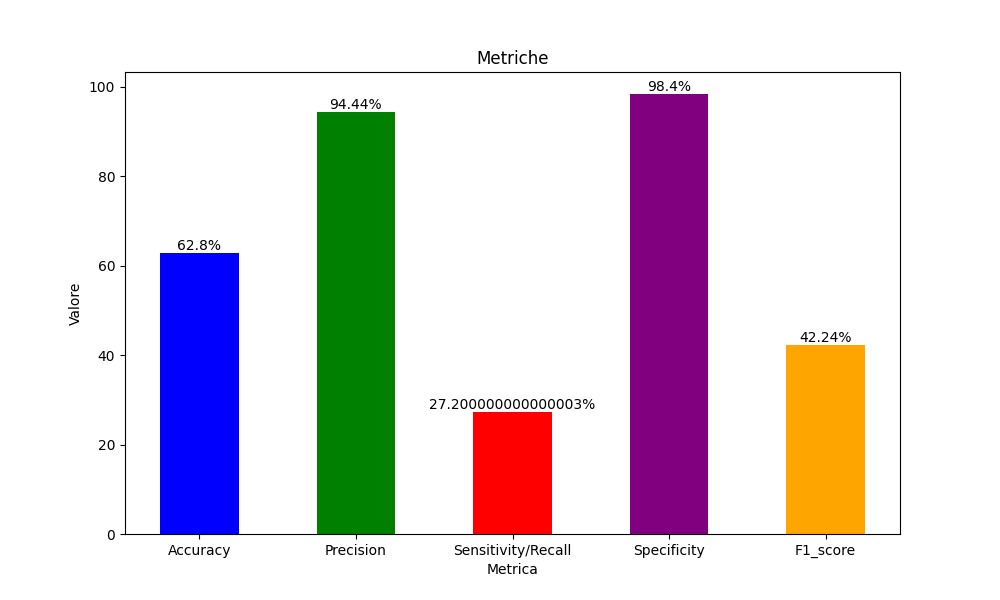 Metriche
Valore
100
80
60
40
20
0
62.8%
94.44%
27.200000000000003%
98.4%
42.24%
Accuracy
Precision
Sensitivity/Recall
Specificity
F1_score
Metrica